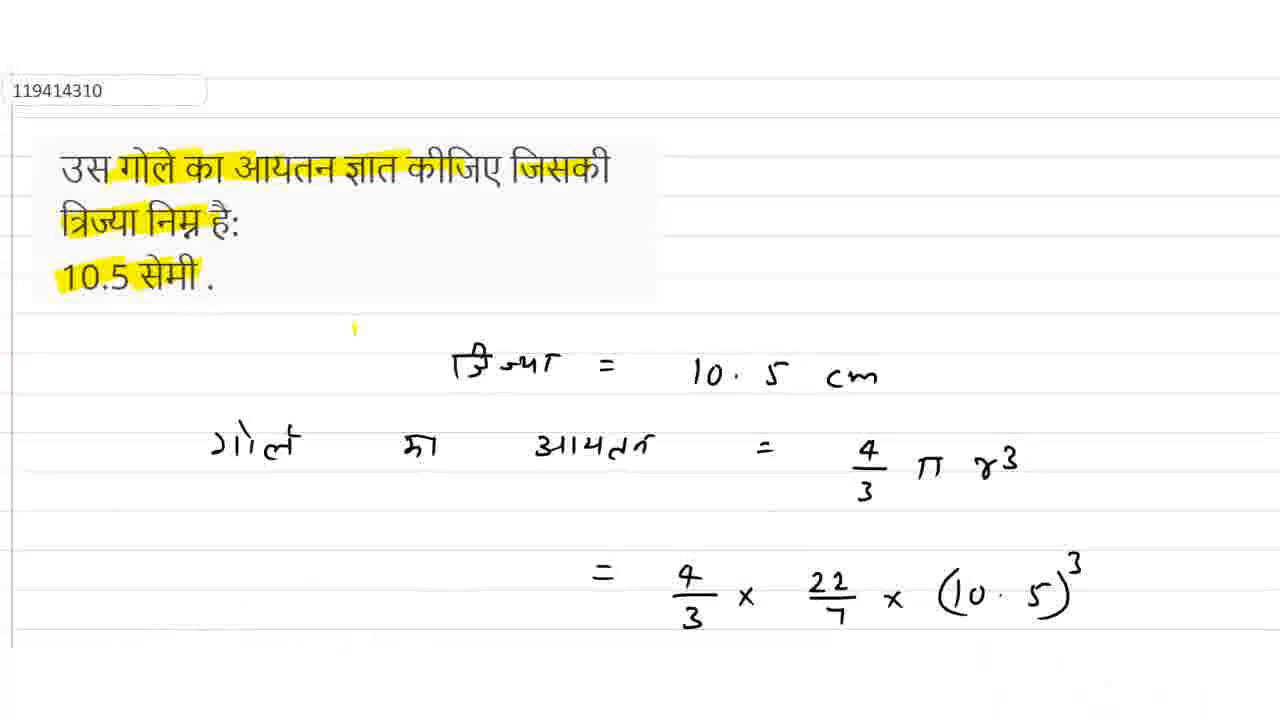 119414310
उस गोले का आयतन ज्ञात कीजिए जिसकी
त्रिज्या निम्न है:
10.5 सेमी .
त्रिज्या = 10.5 cm
गोले का आयतन = 4/3 π r³
= 4/3 × 22/7 × (10.5)³